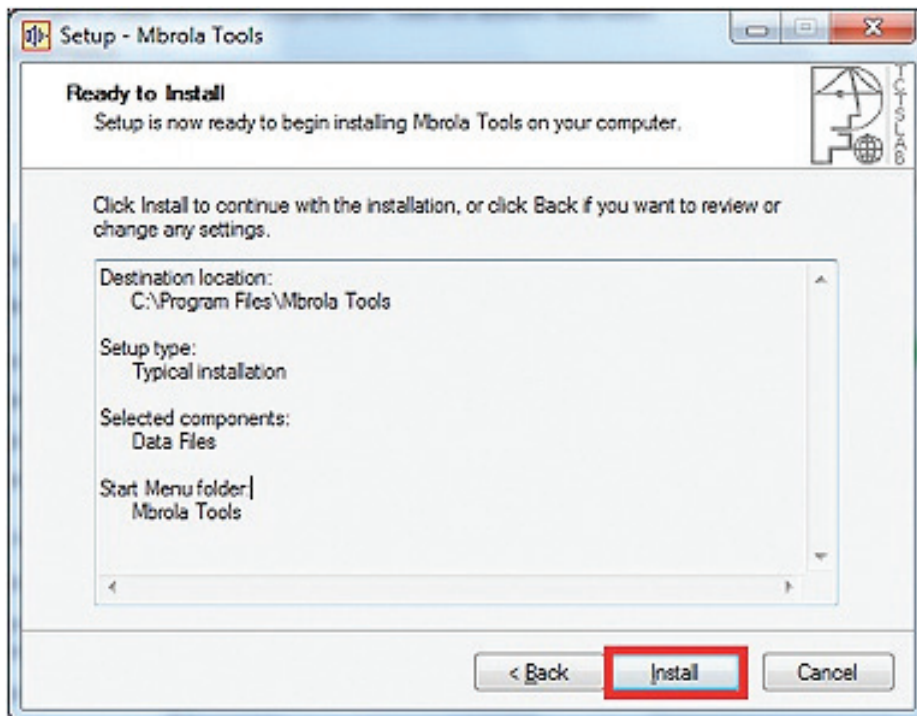 Setup - Mbrola Tools
Ready to Install
Setup is now ready to begin installing Mbrola Tools on your computer.
TCTSLAB
Click Install to continue with the installation, or click Back if you want to review or
change any settings.
Destination location:
C:\Program Files\Mbrola Tools
Setup type:
Typical installation
Selected components:
Data Files
Start Menu folder:
Mbrola Tools
< Back
Install
Cancel